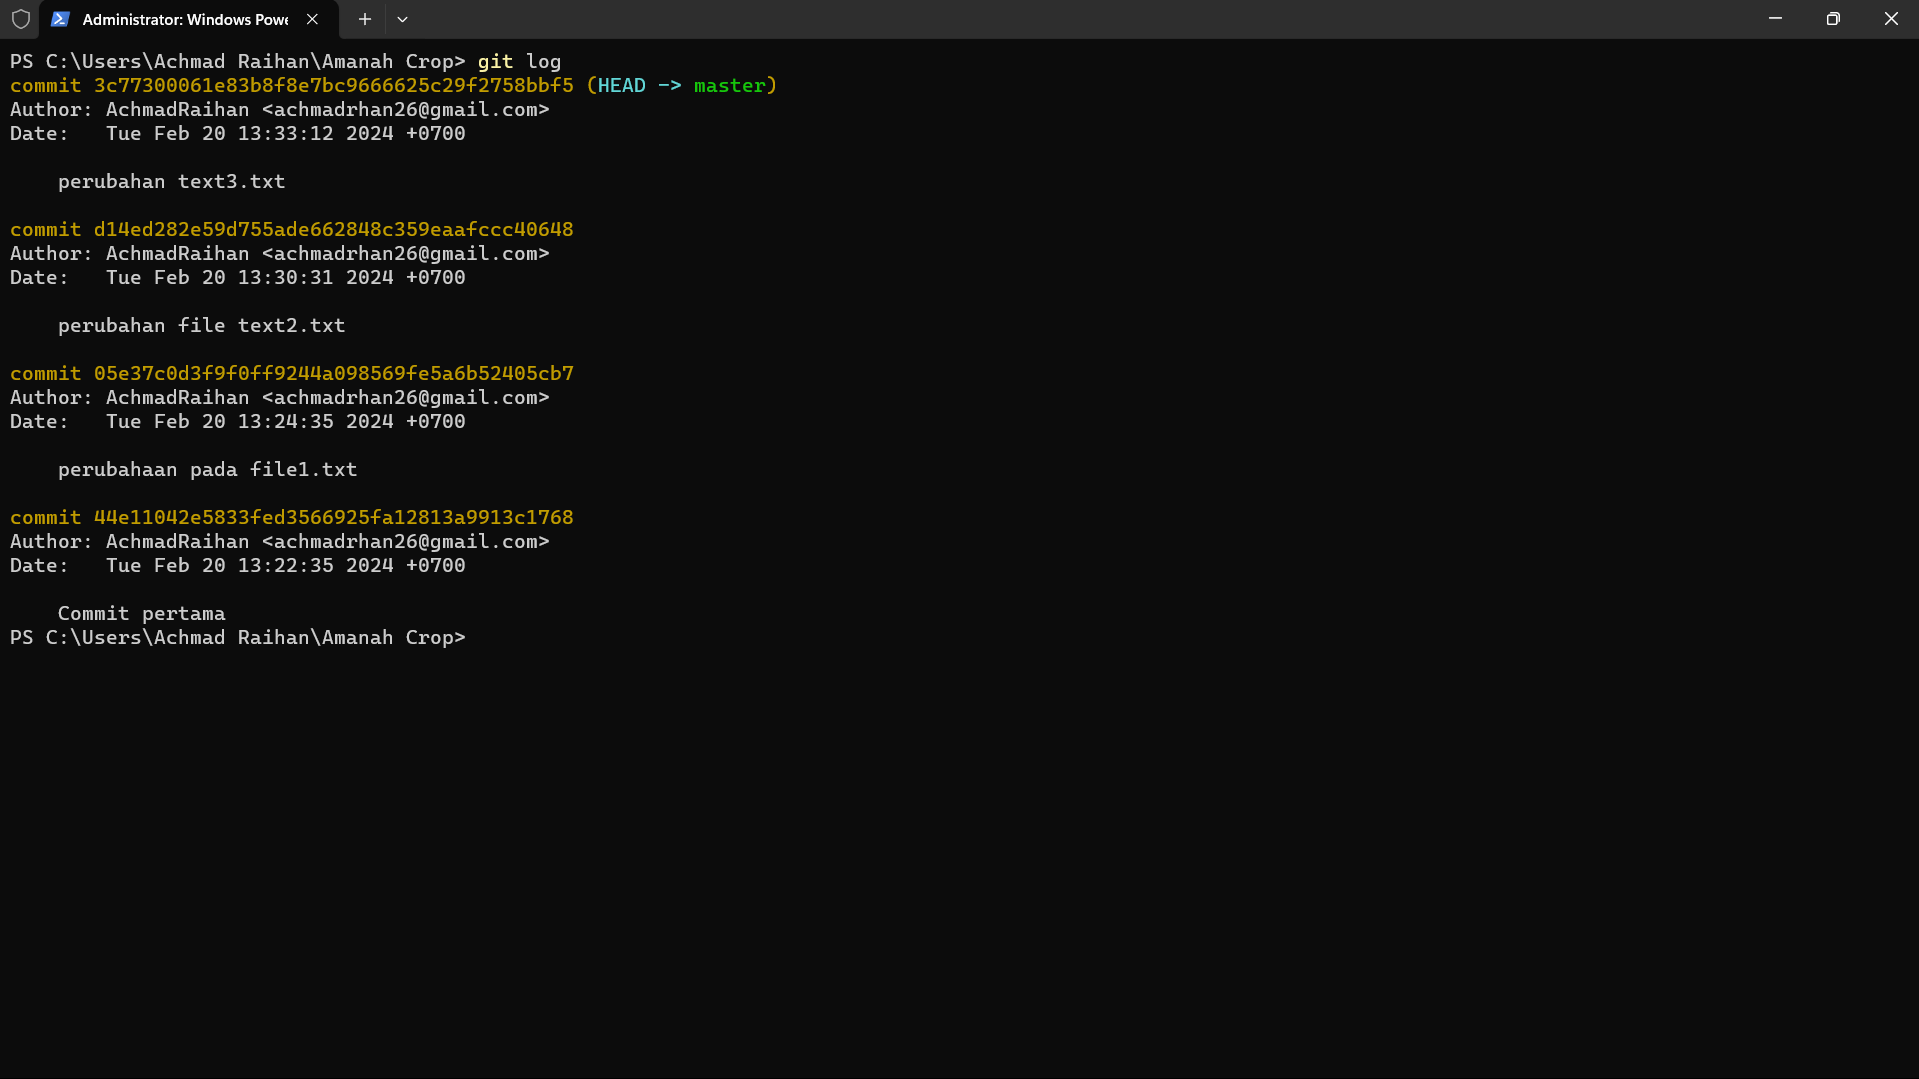 Administrator: Windows Powe
PS C:\Users\Achmad Raihan\Amanah Crop> git log
commit 3c77300061e83b8f8e7bc9666625c29f2758bbf5 (HEAD -> master)
Author: AchmadRaihan <achmadrhan26@gmail.com>
Date:   Tue Feb 20 13:33:12 2024 +0700

    perubahan text3.txt

commit d14ed282e59d755ade662848c359eaafccc40648
Author: AchmadRaihan <achmadrhan26@gmail.com>
Date:   Tue Feb 20 13:30:31 2024 +0700

    perubahan file text2.txt

commit 05e37c0d3f9f0ff9244a098569fe5a6b52405cb7
Author: AchmadRaihan <achmadrhan26@gmail.com>
Date:   Tue Feb 20 13:24:35 2024 +0700

    perubahaan pada file1.txt

commit 44e11042e5833fed3566925fa12813a9913c1768
Author: AchmadRaihan <achmadrhan26@gmail.com>
Date:   Tue Feb 20 13:22:35 2024 +0700

    Commit pertama
PS C:\Users\Achmad Raihan\Amanah Crop>